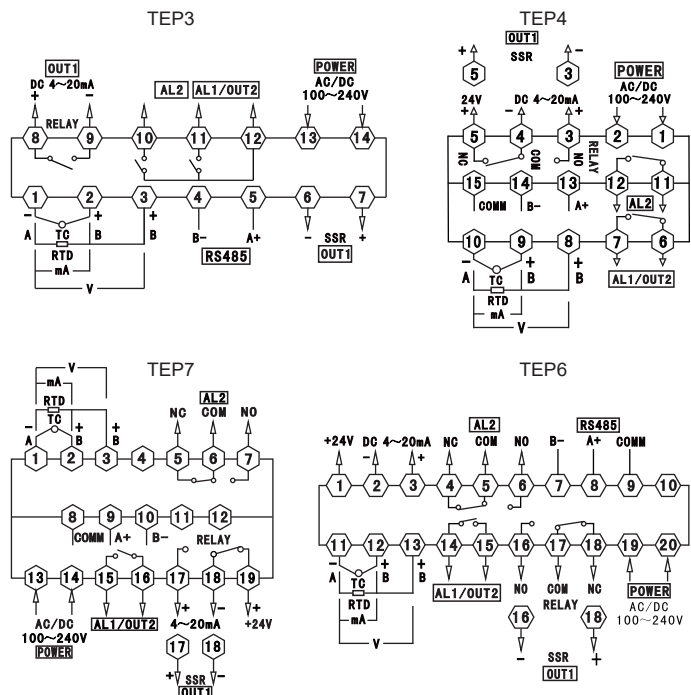 TEP3
OUT1
DC 4~20mA
+ −
RELAY
AL2 AL1/OUT2
POWER
AC/DC
100~240V
8 9 10 11 12 13 14
1 2 3 4 5 6 7
− + +
A TC B B
RTD
mA
V
B− A+
RS485
− SSR +
OUT1
TEP4
OUT1
+ SSR −
5 3
POWER
AC/DC
100~240V
24V DC 4~20mA
+ − +
5 4 3 2 1
NC COM NO RELAY
15 14 13 12 11
COMM B− A+
AL2
10 9 8 7 6
− + +
A TC B B
RTD
mA
V
AL1/OUT2
TEP7
V
mA
RTD
− TC + +
A B B
AL2
NC COM NO
1 2 3 4 5 6 7
8 9 10 11 12
COMM A+ B−
RELAY
13 14 15 16 17 18 19
AC/DC
100~240V
POWER
AL1/OUT2
+ − +
4~20mA +24V
17 18
+ SSR −
OUT1
TEP6
+24V DC 4~20mA
− +
AL2
NC COM NO
RS485
B− A+ COMM
1 2 3 4 5 6 7 8 9 10
11 12 13 14 15 16 17 18 19 20
− + +
A TC B B
RTD
mA
V
AL1/OUT2
NO COM NC
RELAY
POWER
AC/DC
100~240V
16 18
− SSR +
OUT1